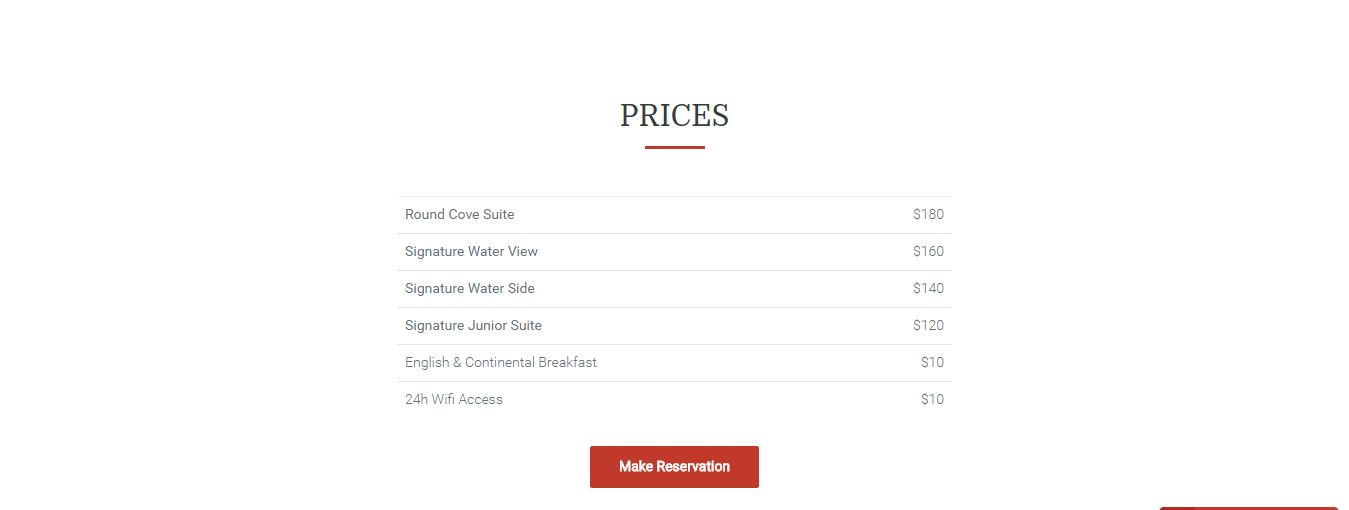 PRICES
Round Cove Suite $180
Signature Water View $160
Signature Water Side $140
Signature Junior Suite $120
English & Continental Breakfast $10
24h Wifi Access $10
Make Reservation